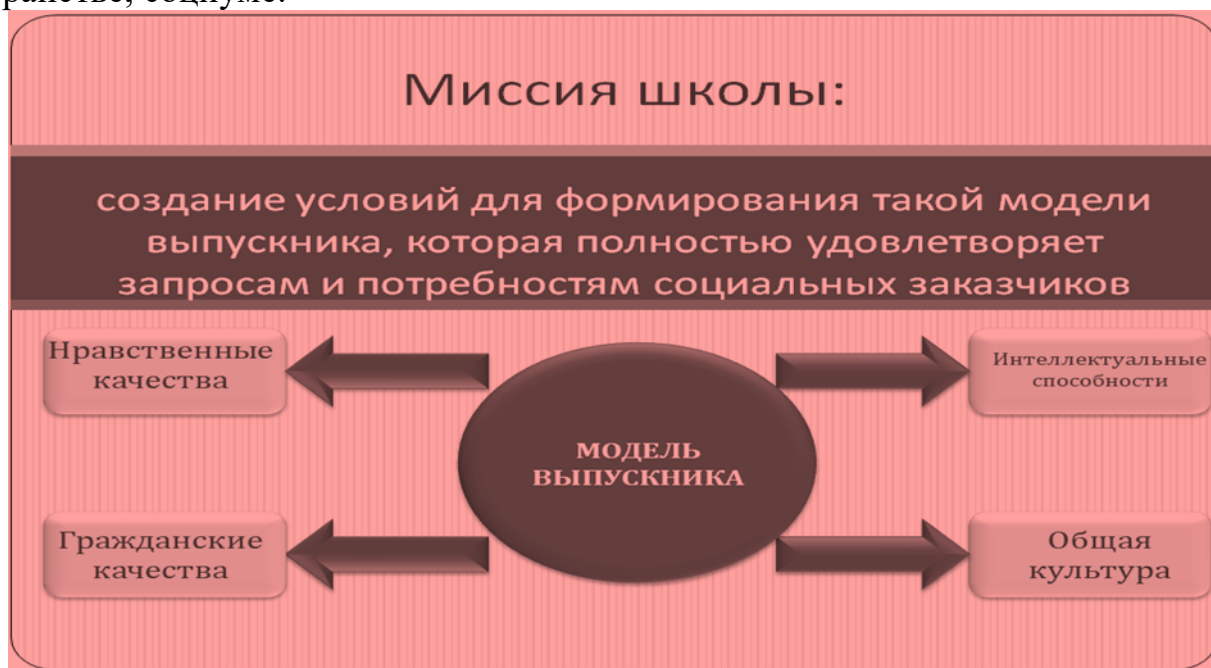 социуме.
Миссия школы:
создание условий для формирования такой модели
выпускника, которая полностью удовлетворяет
запросам и потребностям социальных заказчиков
Нравственные
качества
Интеллектуальные
способности
МОДЕЛЬ
ВЫПУСКНИКА
Гражданские
качества
Общая
культура